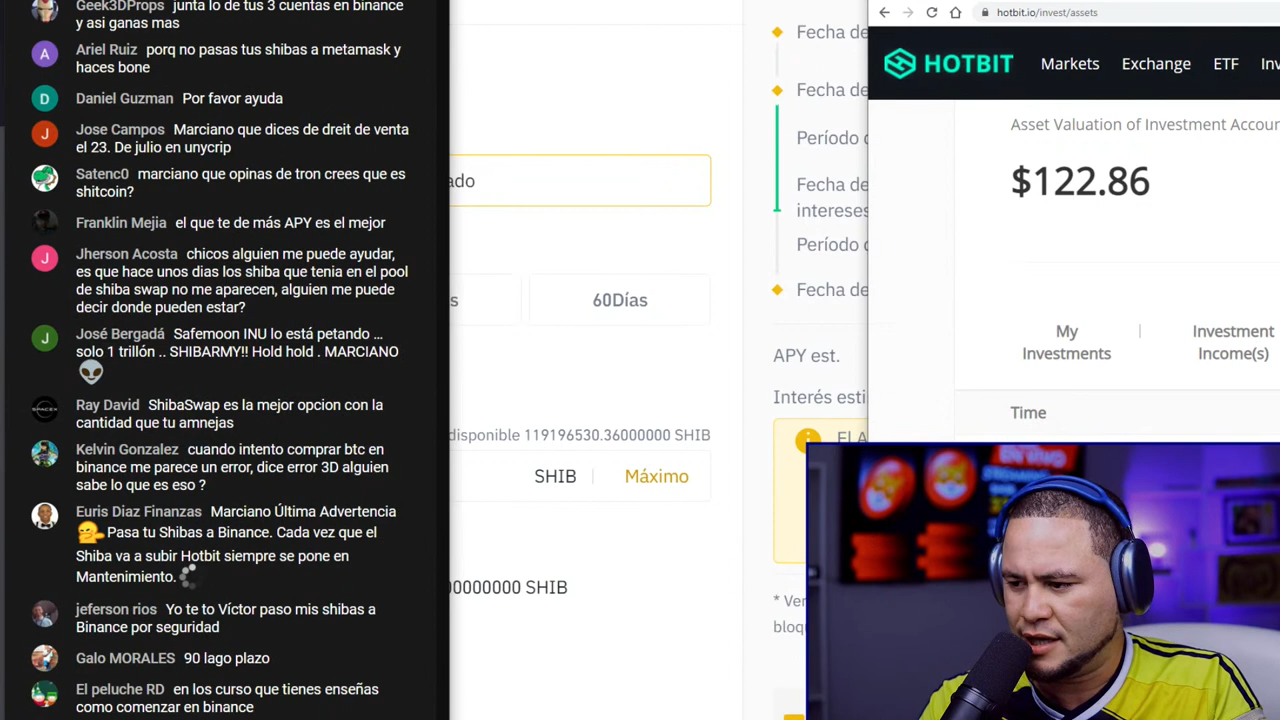 Geek3DProps junta lo de tus 3 cuentas en binance
y asi ganas mas
Ariel Ruiz a porq no pasas tus shibas a metamask y
haces bone
Daniel Guzman Por favor ayuda
Jose Campos Marciano que dices de dreit de venta
el 23. De julio en unycrip
Satenc0 marciano que opinas de tron crees que es
shitcoin?
Franklin Mejia el que te de más APY es el mejor
Jherson Acosta chicos alguien me puede ayudar,
es que hace unos dias los shiba que tenia en el pool
de shiba swap no me aparecen, alguien me puede
decir donde pueden estar?
José Bergadá Safemoon INU lo está petando ...
solo 1 trillón .. SHIBARMY!! Hold hold . MARCIANO
Ray David ShibaSwap es la mejor opcion con la
cantidad que tu amnejas
Kelvin Gonzalez cuando intento comprar btc en
binance me parece un error, dice error 3D alguien
sabe lo que es eso ?
Euris Diaz Finanzas Marciano Última Advertencia
Pasa tu Shibas a Binance. Cada vez que el
Shiba va a subir Hotbit siempre se pone en
Mantenimiento.
jeferson rios Yo te to Víctor paso mis shibas a
Binance por seguridad
Galo MORALES 90 lago plazo
El peluche RD en los curso que tienes enseñas
como comenzar en binance
ado
s
60Días
disponible 119196530.36000000 SHIB
SHIB
Máximo
00000000 SHIB
Fecha de
Fecha de
Período
Fecha de
intereses
Período
Fecha de
APY est.
Interés esti
El A
* Ver
bloq
hotbit.io/invest/assets
HOTBIT
Markets
Exchange
ETF
Inv
Asset Valuation of Investment Accou
$122.86
My
Investments
Investment
Income(s)
Time
EN VIVO